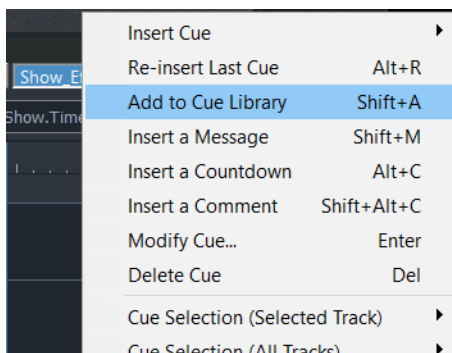 Insert Cue
Re-insert Last Cue Alt+R
Show_E
Add to Cue Library Shift+A
Show.Time
Insert a Message Shift+M
Insert a Countdown Alt+C
Insert a Comment Shift+Alt+C
Modify Cue... Enter
Delete Cue Del
Cue Selection (Selected Track)
Cue Selection (All Tracks)